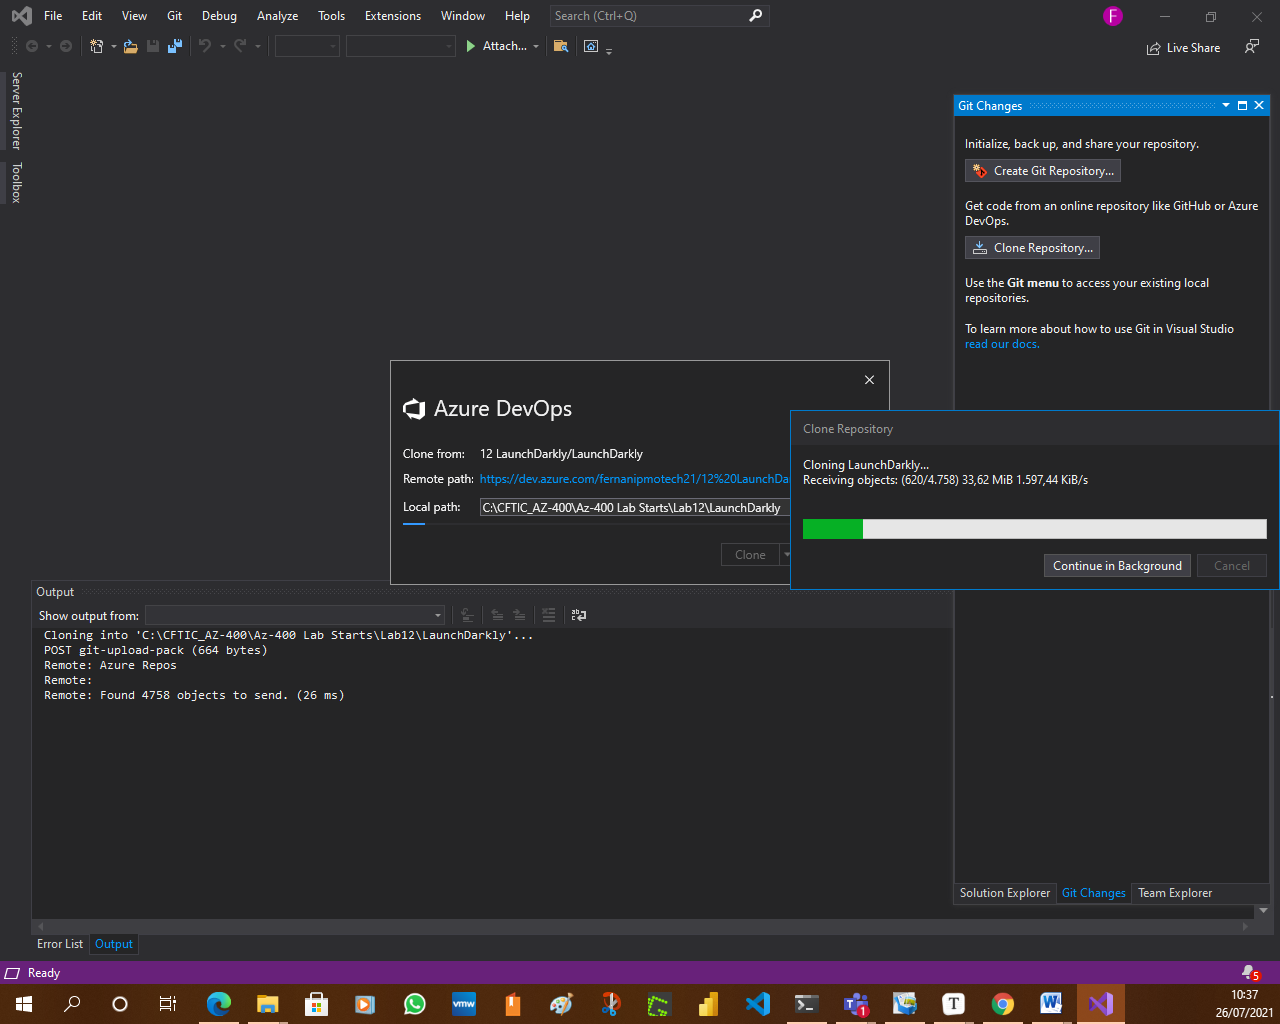 File Edit View Git Debug Analyze Tools Extensions Window Help Search (Ctrl+Q) F
Attach... Live Share
Server Explorer
Toolbox
Git Changes
Initialize, back up, and share your repository.
Create Git Repository...
Get code from an online repository like GitHub or Azure
DevOps.
Clone Repository...
Use the Git menu to access your existing local
repositories.
To learn more about how to use Git in Visual Studio
read our docs.
Azure DevOps
Clone from: 12 LaunchDarkly/LaunchDarkly
Remote path: https://dev.azure.com/fernanipmotech21/12%20LaunchDa
Local path: C:\CFTIC_AZ-400\Az-400 Lab Starts\Lab12\LaunchDarkly
Clone
Clone Repository
Cloning LaunchDarkly...
Receiving objects: (620/4.758) 33,62 MiB 1.597,44 KiB/s
Continue in Background Cancel
Output
Show output from:
Cloning into 'C:\CFTIC_AZ-400\Az-400 Lab Starts\Lab12\LaunchDarkly'...
POST git-upload-pack (664 bytes)
Remote: Azure Repos
Remote:
Remote: Found 4758 objects to send. (26 ms)
Solution Explorer Git Changes Team Explorer
Error List Output
Ready 5
vmw 1 T W
10:37
26/07/2021